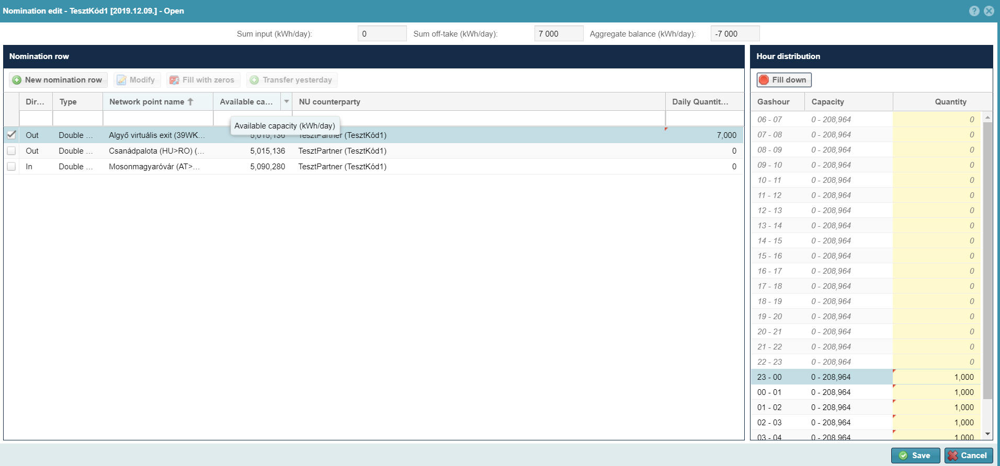 Nomination edit - TesztKód1 [2019.12.09.] - Open
Sum input (kWh/day): 0 Sum off-take (kWh/day): 7 000 Aggregate balance (kWh/day): -7 000
Nomination row
New nomination row Modify Fill with zeros Transfer yesterday
Dir... Type Network point name Available ca... NU counterparty Daily Quantit...
Available capacity (kWh/day)
Out Double ... Algyő virtuális exit (39WK... 5,015,136 TesztPartner (TesztKód1) 7,000
Out Double ... Csanádpalota (HU>RO) (... 5,015,136 TesztPartner (TesztKód1) 0
In Double ... Mosonmagyaróvár (AT>... 5,090,280 TesztPartner (TesztKód1) 0
Hour distribution
Fill down
Gashour Capacity Quantity
06 - 07 0 - 208,964 0
07 - 08 0 - 208,964 0
08 - 09 0 - 208,964 0
09 - 10 0 - 208,964 0
10 - 11 0 - 208,964 0
11 - 12 0 - 208,964 0
12 - 13 0 - 208,964 0
13 - 14 0 - 208,964 0
14 - 15 0 - 208,964 0
15 - 16 0 - 208,964 0
16 - 17 0 - 208,964 0
17 - 18 0 - 208,964 0
18 - 19 0 - 208,964 0
19 - 20 0 - 208,964 0
20 - 21 0 - 208,964 0
21 - 22 0 - 208,964 0
22 - 23 0 - 208,964 0
23 - 00 0 - 208,964 1,000
00 - 01 0 - 208,964 1,000
01 - 02 0 - 208,964 1,000
02 - 03 0 - 208,964 1,000
03 - 04 0 - 208,964 1,000
Save Cancel